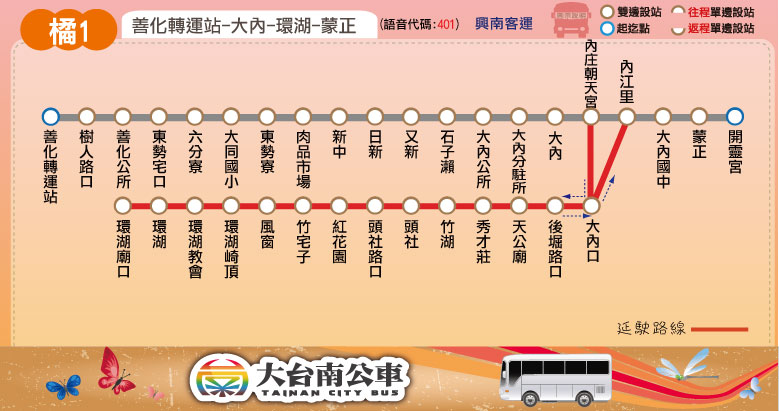 橘1
善化轉運站-大內-環湖-蒙正
(語音代碼:401)
興南客運
雙邊設站
往程單邊設站
起迄點
返程單邊設站
善化轉運站
樹人路口
善化公所
東勢宅口
六分寮
大同國小
東勢寮
肉品市場
新中
日新
又新
石子瀨
大內公所
大內分駐所
大內
內庄朝天宮
內江里
大內國中
蒙正
開靈宮
環湖廟口
環湖
環湖教會
環湖崎頂
風窗
竹宅子
紅花園
頭社路口
頭社
竹湖
秀才莊
天公廟
後堀路口
大內口
延駛路線
大台南公車
TAINAN CITY BUS